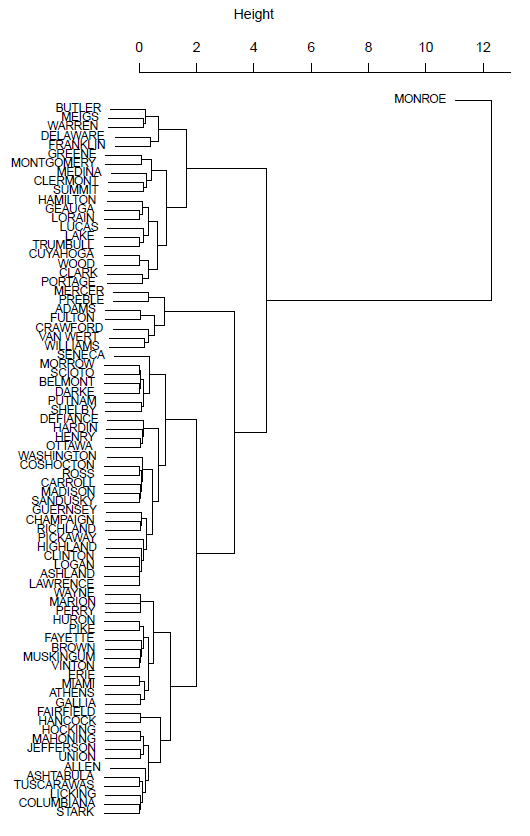 Height
0 2 4 6 8 10 12
MONROE
BUTLER
MEIGS
WARREN
DELAWARE
FRANKLIN
GREENE
MONTGOMERY
MEDINA
CLERMONT
SUMMIT
HAMILTON
GEAUGA
LORAIN
LUCAS
LAKE
TRUMBULL
CUYAHOGA
WOOD
CLARK
PORTAGE
MERCER
PREBLE
ADAMS
FULTON
CRAWFORD
VAN WERT
WILLIAMS
SENECA
MORROW
SCIOTO
BELMONT
DARKE
PUTNAM
SHELBY
DEFIANCE
HARDIN
HENRY
OTTAWA
WASHINGTON
COSHOCTON
ROSS
CARROLL
MADISON
SANDUSKY
GUERNSEY
CHAMPAIGN
RICHLAND
PICKAWAY
HIGHLAND
CLINTON
LOGAN
ASHLAND
LAWRENCE
WAYNE
MARION
PERRY
HURON
PIKE
FAYETTE
BROWN
MUSKINGUM
VINTON
ERIE
MIAMI
ATHENS
GALLIA
FAIRFIELD
HANCOCK
HOCKING
MAHONING
JEFFERSON
UNION
ALLEN
ASHTABULA
TUSCARAWAS
LICKING
COLUMBIANA
STARK